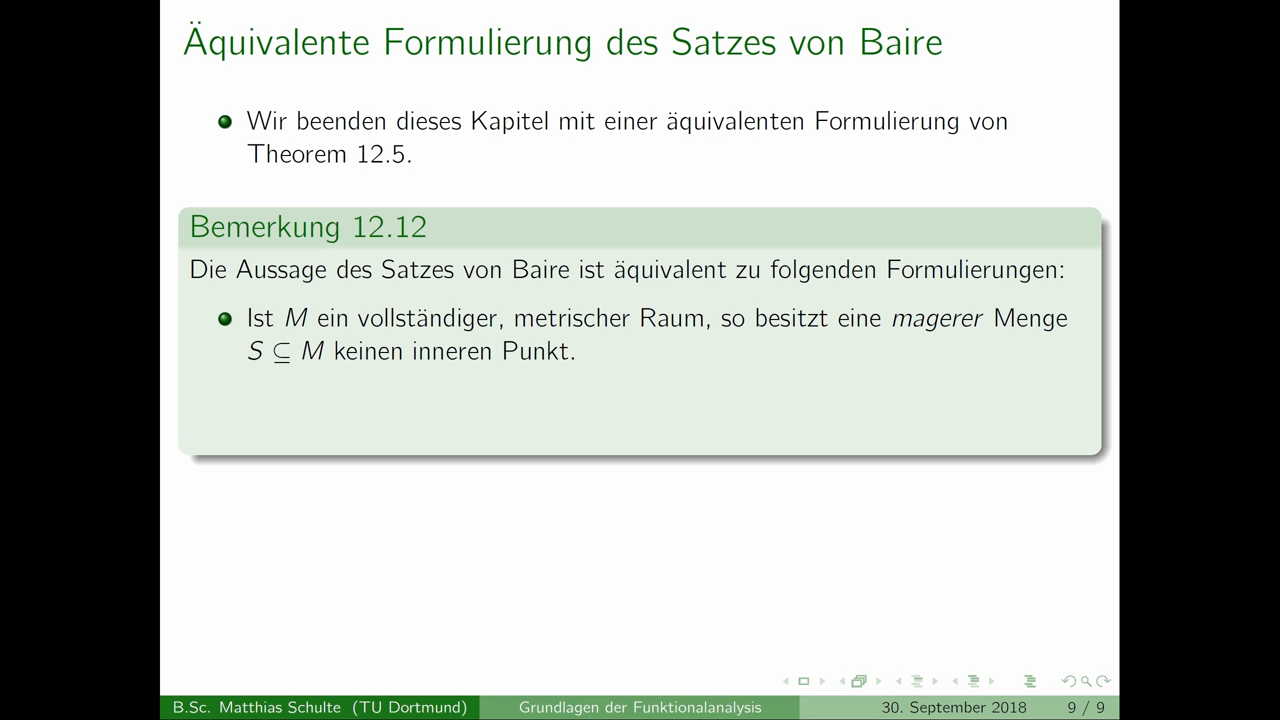 Äquivalente Formulierung des Satzes von Baire
Wir beenden dieses Kapitel mit einer äquivalenten Formulierung von
Theorem 12.5.
Bemerkung 12.12
Die Aussage des Satzes von Baire ist äquivalent zu folgenden Formulierungen:
Ist M ein vollständiger, metrischer Raum, so besitzt eine magerer Menge
S ⊆ M keinen inneren Punkt.
B.Sc. Matthias Schulte (TU Dortmund) Grundlagen der Funktionalanalysis 30. September 2018 9 / 9